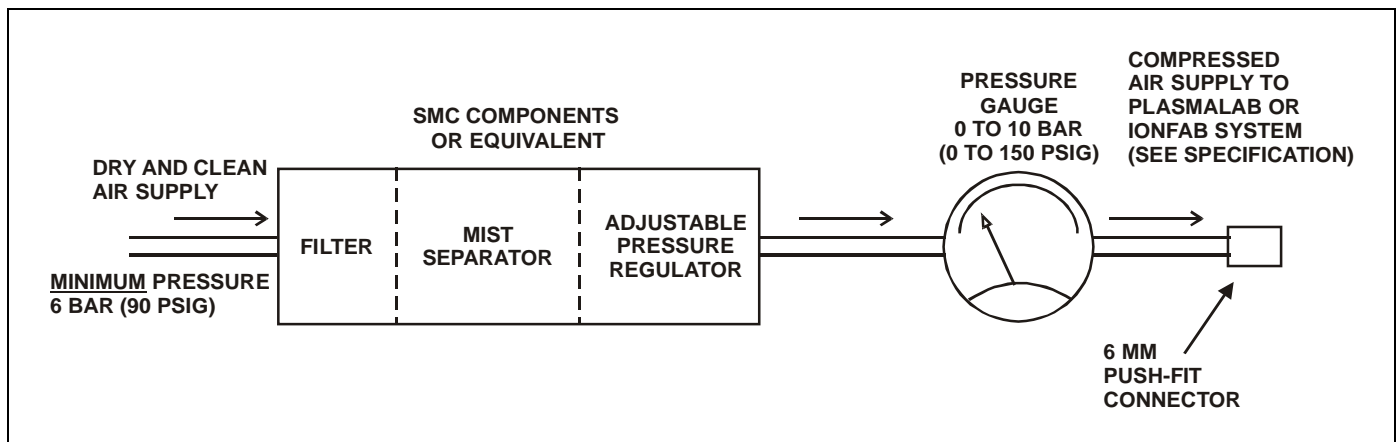 DRY AND CLEAN
AIR SUPPLY
MINIMUM PRESSURE
6 BAR (90 PSIG)
SMC COMPONENTS
OR EQUIVALENT
FILTER
MIST
SEPARATOR
ADJUSTABLE
PRESSURE
REGULATOR
PRESSURE
GAUGE
0 TO 10 BAR
(0 TO 150 PSIG)
COMPRESSED
AIR SUPPLY TO
PLASMALAB OR
IONFAB SYSTEM
(SEE SPECIFICATION)
6 MM
PUSH-FIT
CONNECTOR